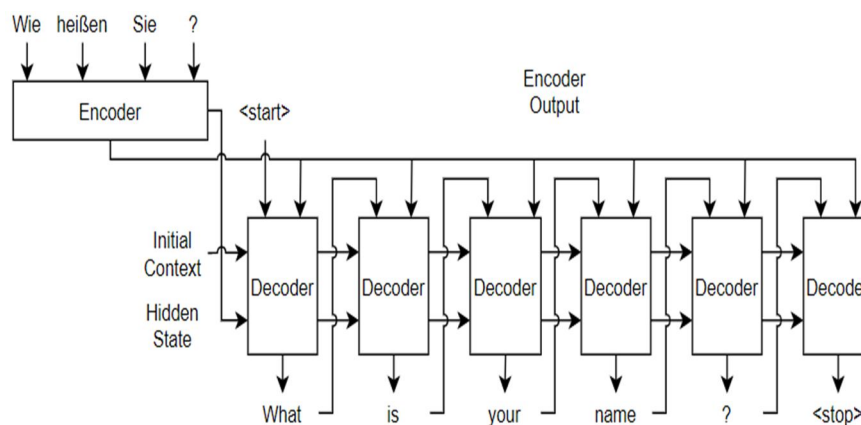 Wie heißen Sie ?
Encoder
Encoder
Output
<start>
Initial
Context
Hidden
State
Decoder Decoder Decoder Decoder Decoder Decode
What is your name ? <stop>